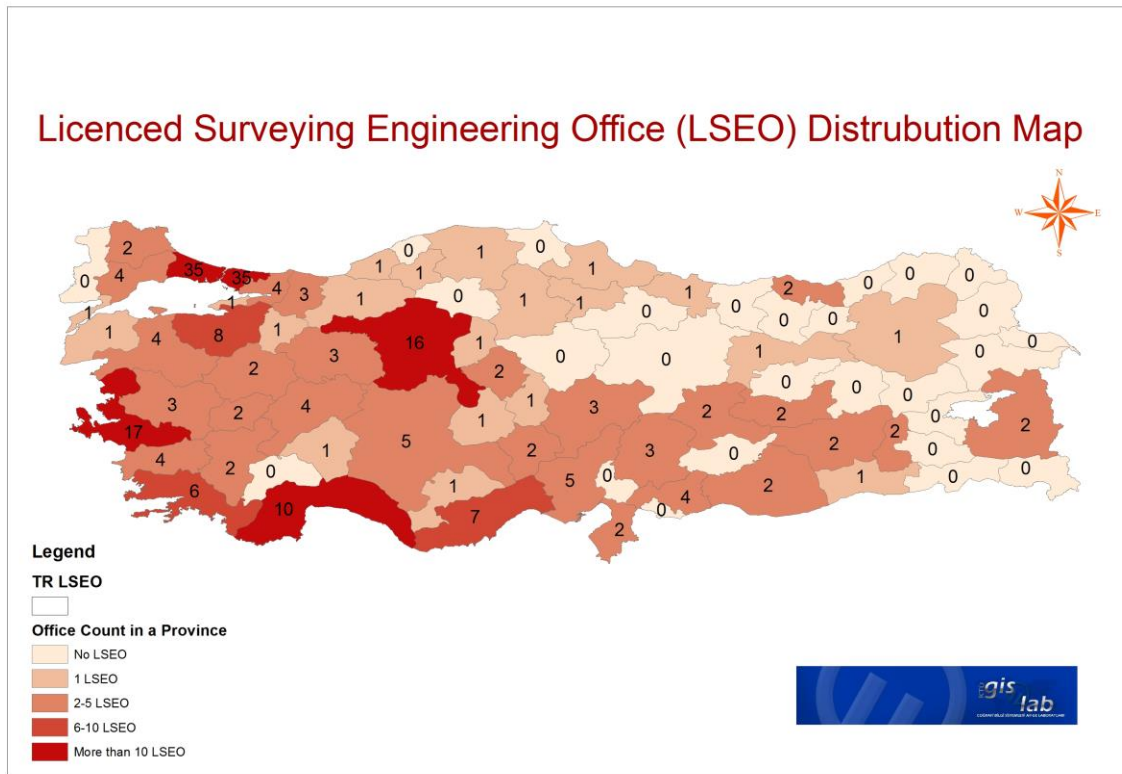 Licenced Surveying Engineering Office (LSEO) Distrubution Map
N
W E
S
2 0 1 0
4 35 35 1 1 1 0 0 0
0 4 3 1 0 1 1 1 2 0
1 1 0 0 0 0 0
1 4 8 1 16 1 1 0
3 0 0 1 0 0
2 2 0 0 0
3 2 4 1 1 3 2 2 0
17 5 2 2 2 2
4 2 0 1 3 0 0
6 1 5 0 2 1 0 0
10 7 4 0
2
Legend
TR LSEO
Office Count in a Province
No LSEO
1 LSEO
2-5 LSEO
6-10 LSEO
More than 10 LSEO
gis
lab